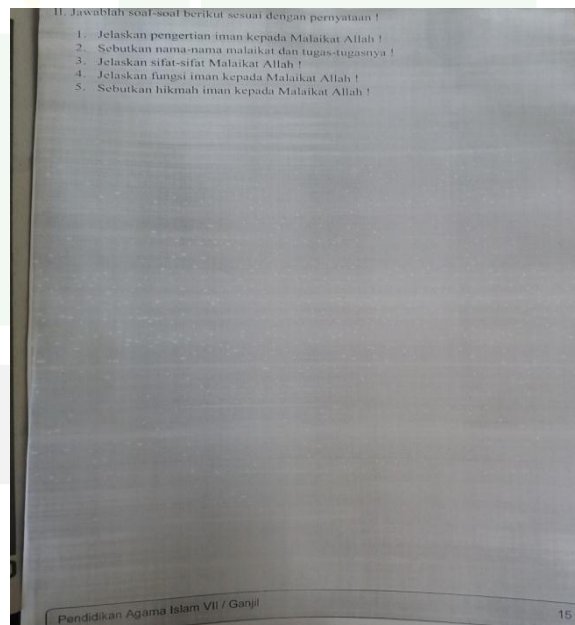 II. Jawablah soal-soal berikut sesuai dengan pernyataan !
1. Jelaskan pengertian iman kepada Malaikat Allah !
2. Sebutkan nama-nama malaikat dan tugas-tugasnya !
3. Jelaskan sifat-sifat Malaikat Allah !
4. Jelaskan fungsi iman kepada Malaikat Allah !
5. Sebutkan hikmah iman kepada Malaikat Allah !
Pendidikan Agama Islam VII / Ganjil
15